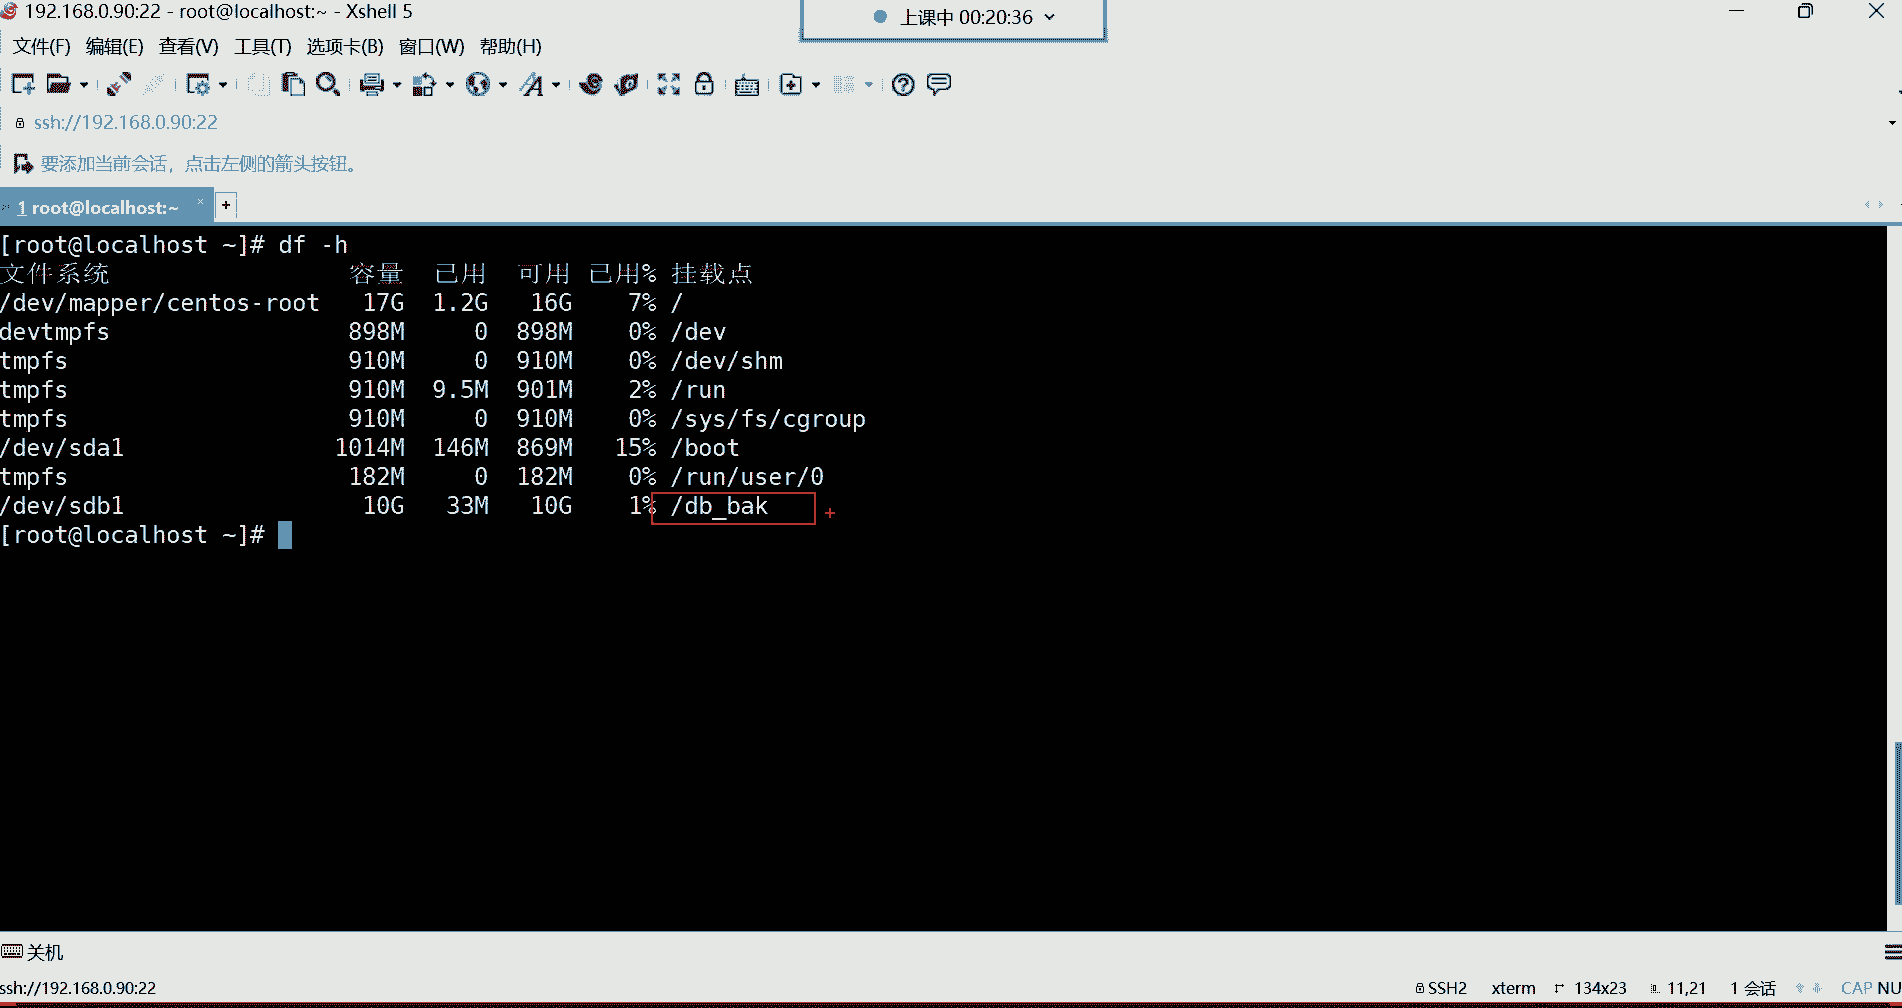 192.168.0.90:22 - root@localhost:~ - Xshell 5
上课中 00:20:36
文件(F) 编辑(E) 查看(V) 工具(T) 选项卡(B) 窗口(W) 帮助(H)
ssh://192.168.0.90:22
要添加当前会话，点击左侧的箭头按钮。
1 root@localhost:~
[root@localhost ~]# df -h
文件系统 容量 已用 可用 已用% 挂载点
/dev/mapper/centos-root 17G 1.2G 16G 7% /
devtmpfs 898M 0 898M 0% /dev
tmpfs 910M 0 910M 0% /dev/shm
tmpfs 910M 9.5M 901M 2% /run
tmpfs 910M 0 910M 0% /sys/fs/cgroup
/dev/sda1 1014M 146M 869M 15% /boot
tmpfs 182M 0 182M 0% /run/user/0
/dev/sdb1 10G 33M 10G 1% /db_bak
[root@localhost ~]#
关机
ssh://192.168.0.90:22 SSH2 xterm 134x23 11,21 1 会话 CAP NU